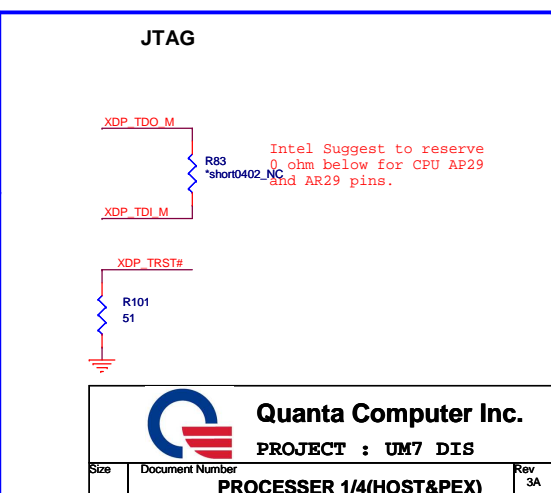 JTAG
XDP_TDO_M
R83
*short0402_NC
Intel Suggest to reserve
0 ohm below for CPU AP29
and AR29 pins.
XDP_TDI_M
XDP_TRST#
R101
51
Quanta Computer Inc.
PROJECT : UM7 DIS
Size
Document Number
Rev
PROCESSER 1/4(HOST&PEX)
3A